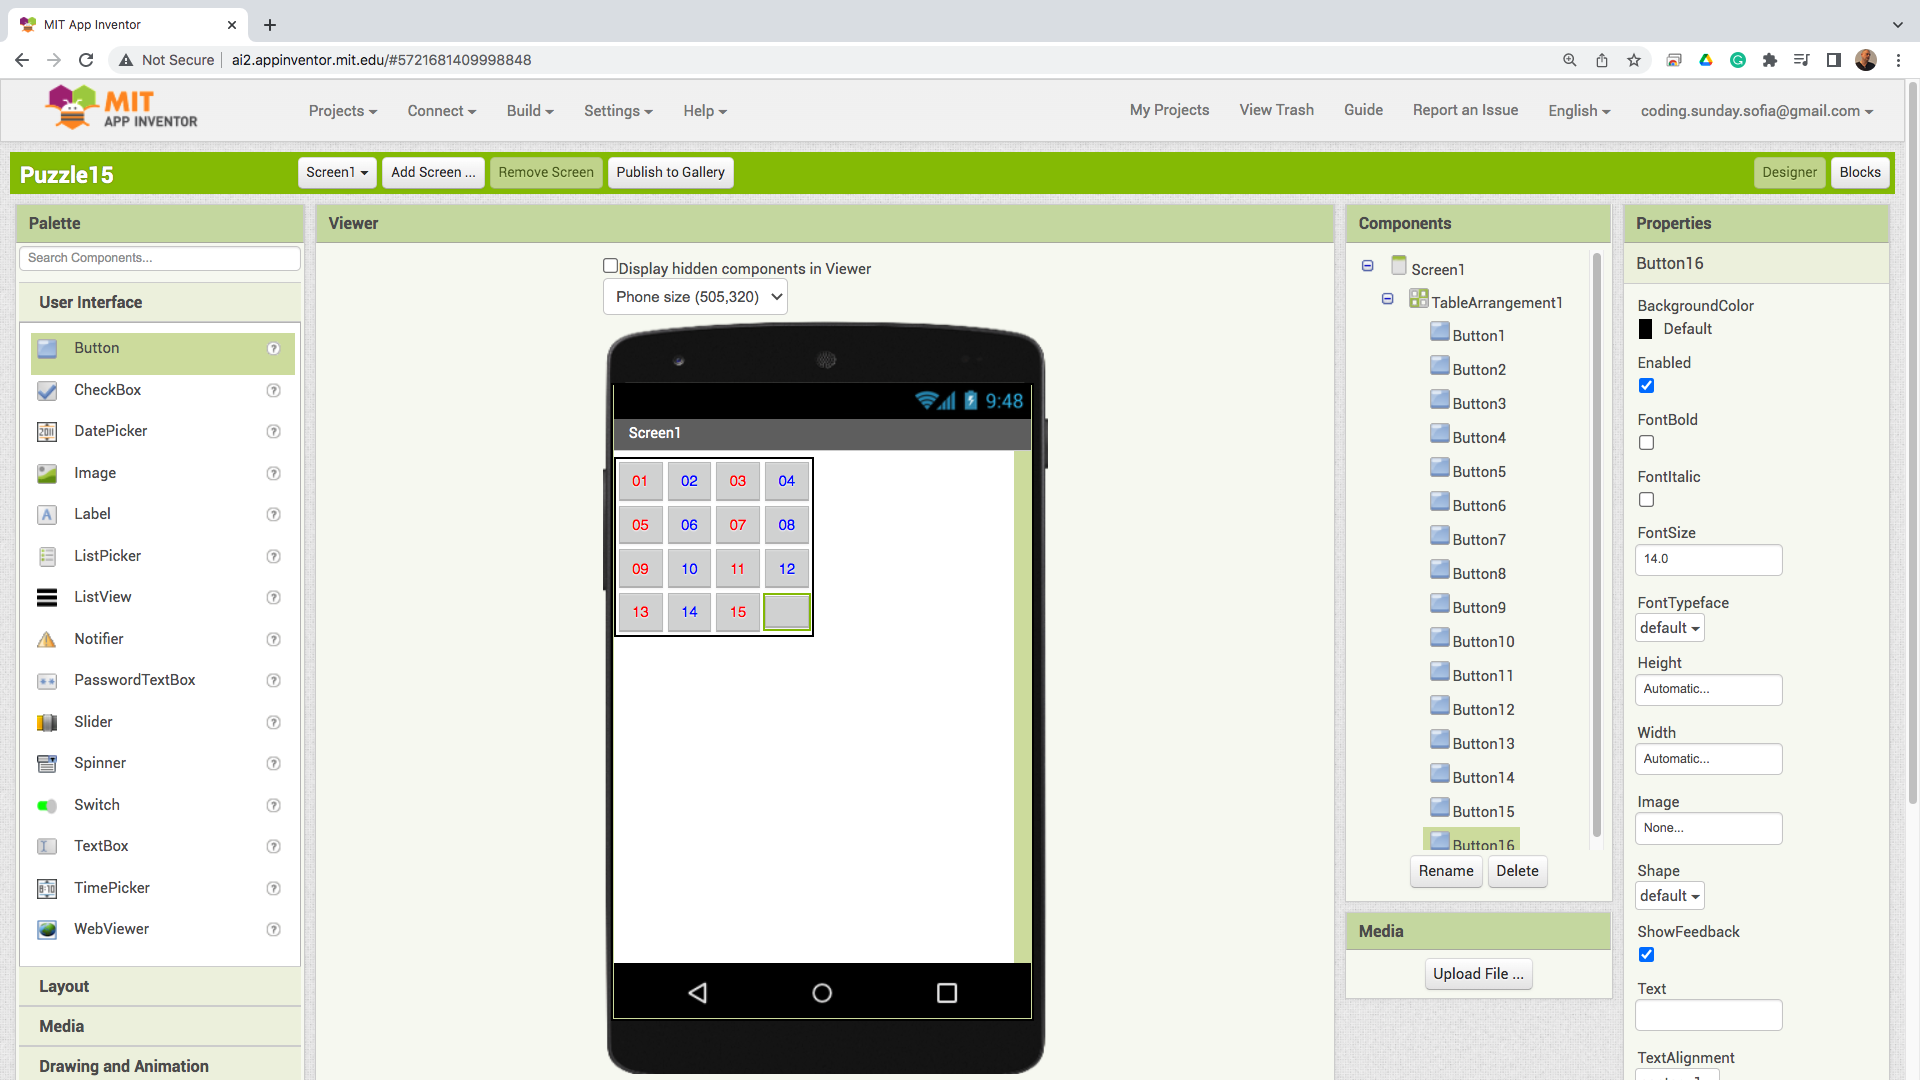 MIT App Inventor
Not Secure
ai2.appinventor.mit.edu/#5721681409998848
MIT
APP INVENTOR
Projects
Connect
Build
Settings
Help
My Projects
View Trash
Guide
Report an Issue
English
coding.sunday.sofia@gmail.com
Puzzle15
Screen1
Add Screen ...
Remove Screen
Publish to Gallery
Designer
Blocks
Palette
Search Components...
User Interface
Button
?
CheckBox
?
DatePicker
?
Image
?
Label
?
ListPicker
?
ListView
?
Notifier
?
PasswordTextBox
?
Slider
?
Spinner
?
Switch
?
TextBox
?
TimePicker
?
WebViewer
?
Layout
Media
Drawing and Animation
Viewer
Display hidden components in Viewer
Phone size (505,320)
9:48
Screen1
01 02 03 04
05 06 07 08
09 10 11 12
13 14 15
Components
Screen1
TableArrangement1
Button1
Button2
Button3
Button4
Button5
Button6
Button7
Button8
Button9
Button10
Button11
Button12
Button13
Button14
Button15
Button16
Rename
Delete
Media
Upload File ...
Properties
Button16
BackgroundColor
Default
Enabled
FontBold
FontItalic
FontSize
14.0
FontTypeface
default
Height
Automatic...
Width
Automatic...
Image
None...
Shape
default
ShowFeedback
Text
TextAlignment